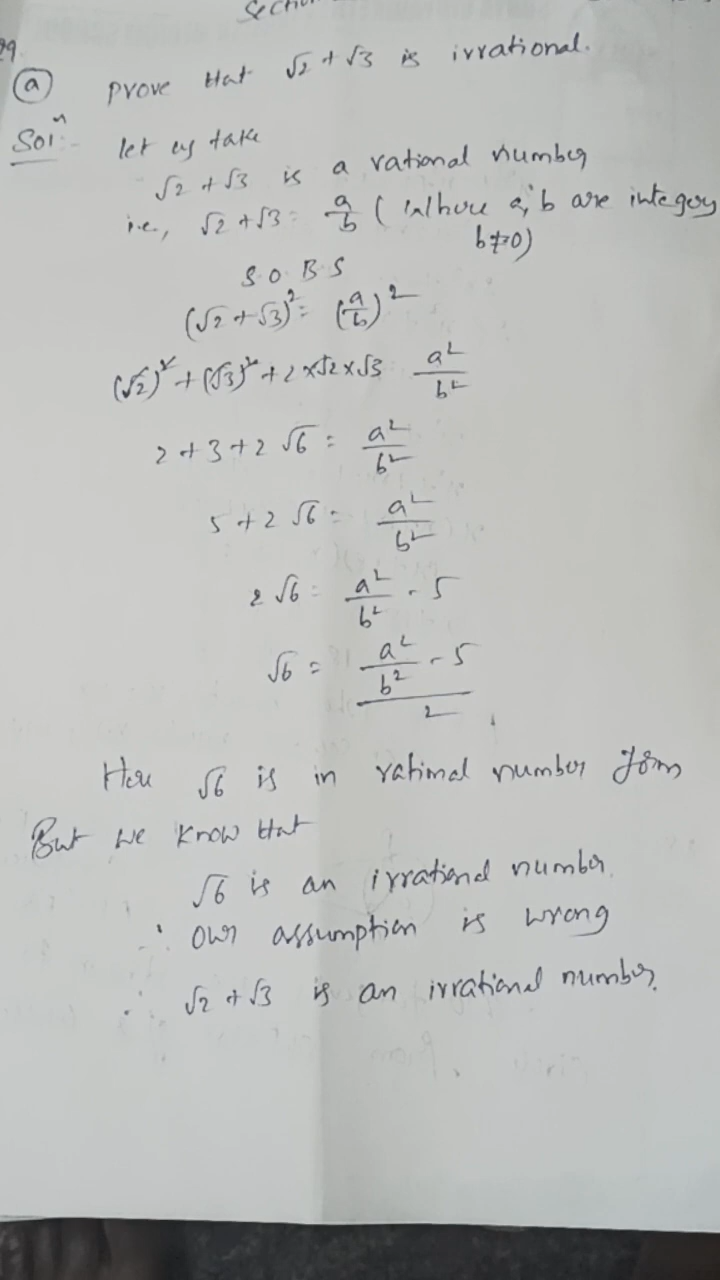 29.
(a) prove that √2 + √3 is irrational.
Solⁿ:- let us take
√2 + √3 is a rational number
i.e., √2 + √3 = a/b ( where a, b are integers
b≠0)
S.O.B.S
(√2 + √3)² = (a/b)²
(√2)² + (√3)² + 2×√2×√3 a²/b²
2 + 3 + 2√6 = a²/b²
5 + 2√6 = a²/b²
2√6 = a²/b² - 5
√6 = (a²/b² - 5)/2
Here √6 is in rational number form
But we know that
√6 is an irrational number.
∴ our assumption is wrong
∴ √2 + √3 is an irrational number.